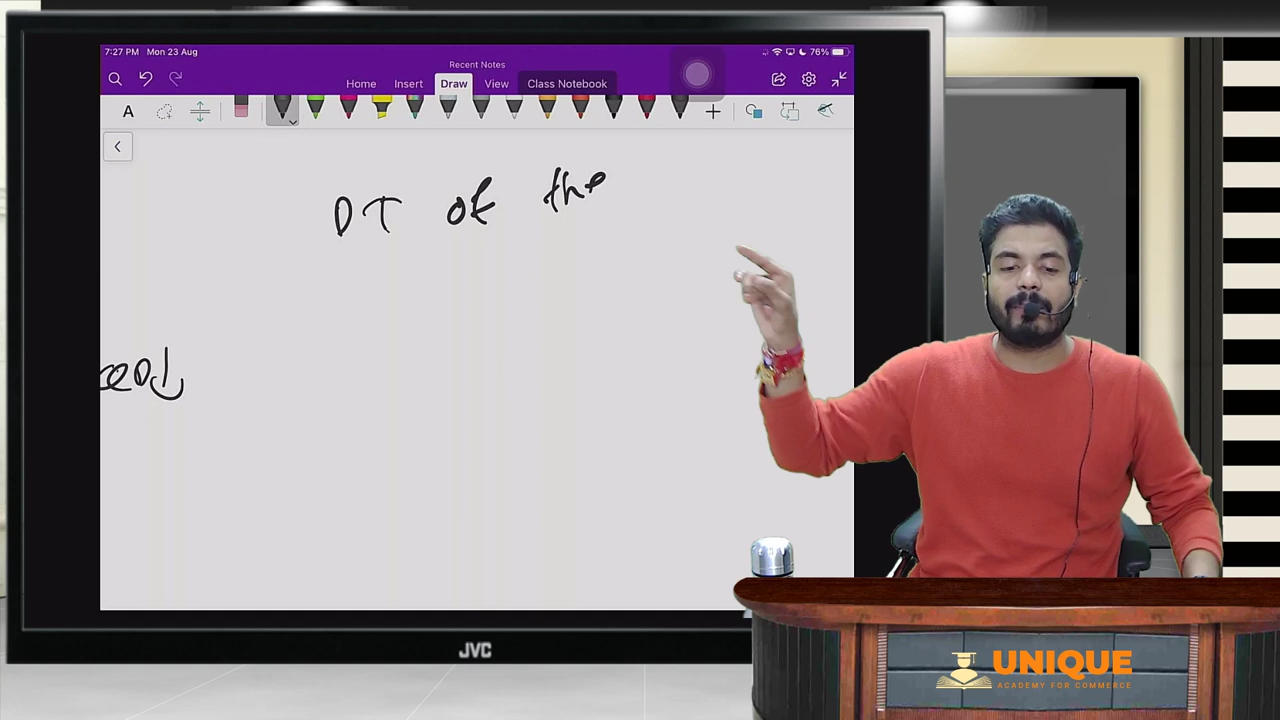 7:27 PM Mon 23 Aug
76%
Recent Notes
Home Insert Draw View Class Notebook
A
DT of the
JVC
UNIQUE
ACADEMY FOR COMMERCE